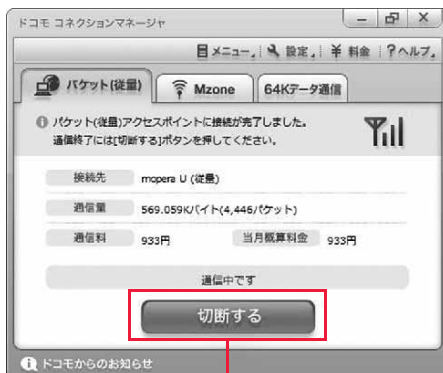 ドコモ コネクションマネージャ
メニュー 設定 ¥ 料金 ?ヘルプ
パケット(従量) Mzone 64Kデータ通信
パケット(従量)アクセスポイントに接続が完了しました。
通信終了には[切断する]ボタンを押してください。
接続先 mopera U (従量)
通信量 569.059Kバイト(4,446パケット)
通信料 933円 当月概算料金 933円
通信中です
切断する
ドコモからのお知らせ